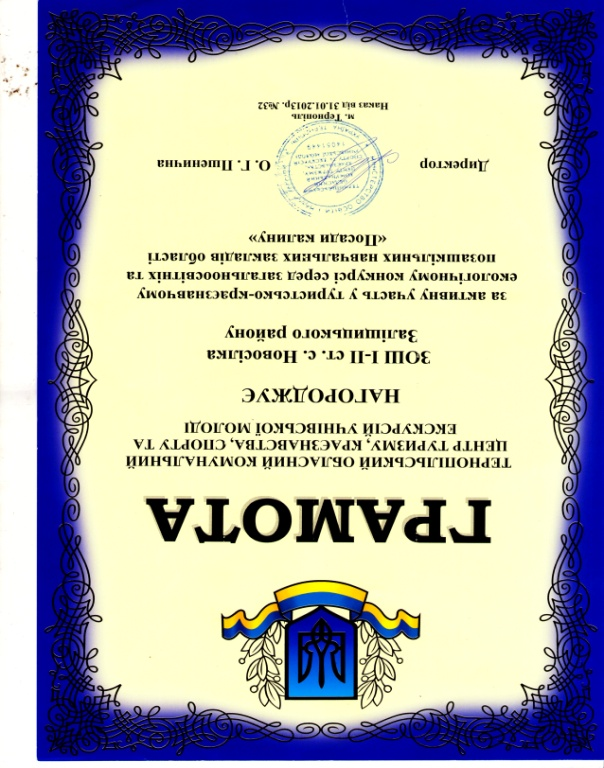 ГРАМОТА
ТЕРНОПІЛЬСЬКИЙ ОБЛАСНИЙ КОМУНАЛЬНИЙ
ЦЕНТР ТУРИЗМУ, КРАЄЗНАВСТВА, СПОРТУ ТА
ЕКСКУРСІЙ УЧНІВСЬКОЇ МОЛОДІ
НАГОРОДЖУЄ
ЗОШ І-ІІ ст. с. Новосілка
Заліщицького району
за активну участь у туристсько-краєзнавчому
екологічному конкурсі серед загальноосвітніх та
позашкільних навчальних закладів області
«Посади калину»
Директор О. Г. Пшенична
м. Тернопіль
Наказ від 31.01.2013р. №32